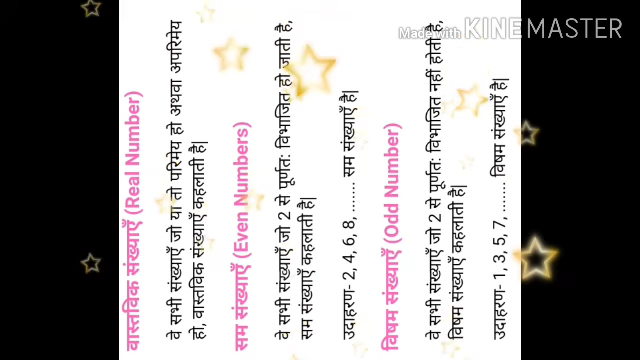 Made with KINEMASTER
वास्तविक संख्याएँ (Real Number)
वे सभी संख्याएँ जो या तो परिमेय हो अथवा अपरिमेय
हो, वास्तविक संख्याएँ कहलाती है|
सम संख्याएँ (Even Numbers)
वे सभी संख्याएँ जो 2 से पूर्णतः विभाजित हो जाती है,
सम संख्याएँ कहलाती है|
उदाहरण- 2, 4, 6, 8, ........ सम संख्याएँ है|
विषम संख्याएँ (Odd Number)
वे सभी संख्याएँ जो 2 से पूर्णतः विभाजित नहीं होती है,
विषम संख्याएँ कहलाती है|
उदाहरण- 1, 3, 5, 7, ....... विषम संख्याएँ है|